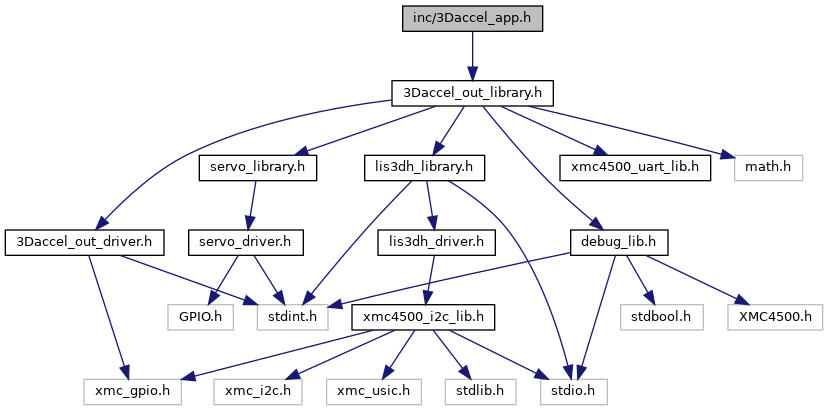 inc/3Daccel_app.h
3Daccel_out_library.h
servo_library.h
lis3dh_library.h
xmc4500_uart_lib.h
math.h
3Daccel_out_driver.h
servo_driver.h
lis3dh_driver.h
debug_lib.h
GPIO.h
stdint.h
xmc4500_i2c_lib.h
stdbool.h
XMC4500.h
xmc_gpio.h
xmc_i2c.h
xmc_usic.h
stdlib.h
stdio.h